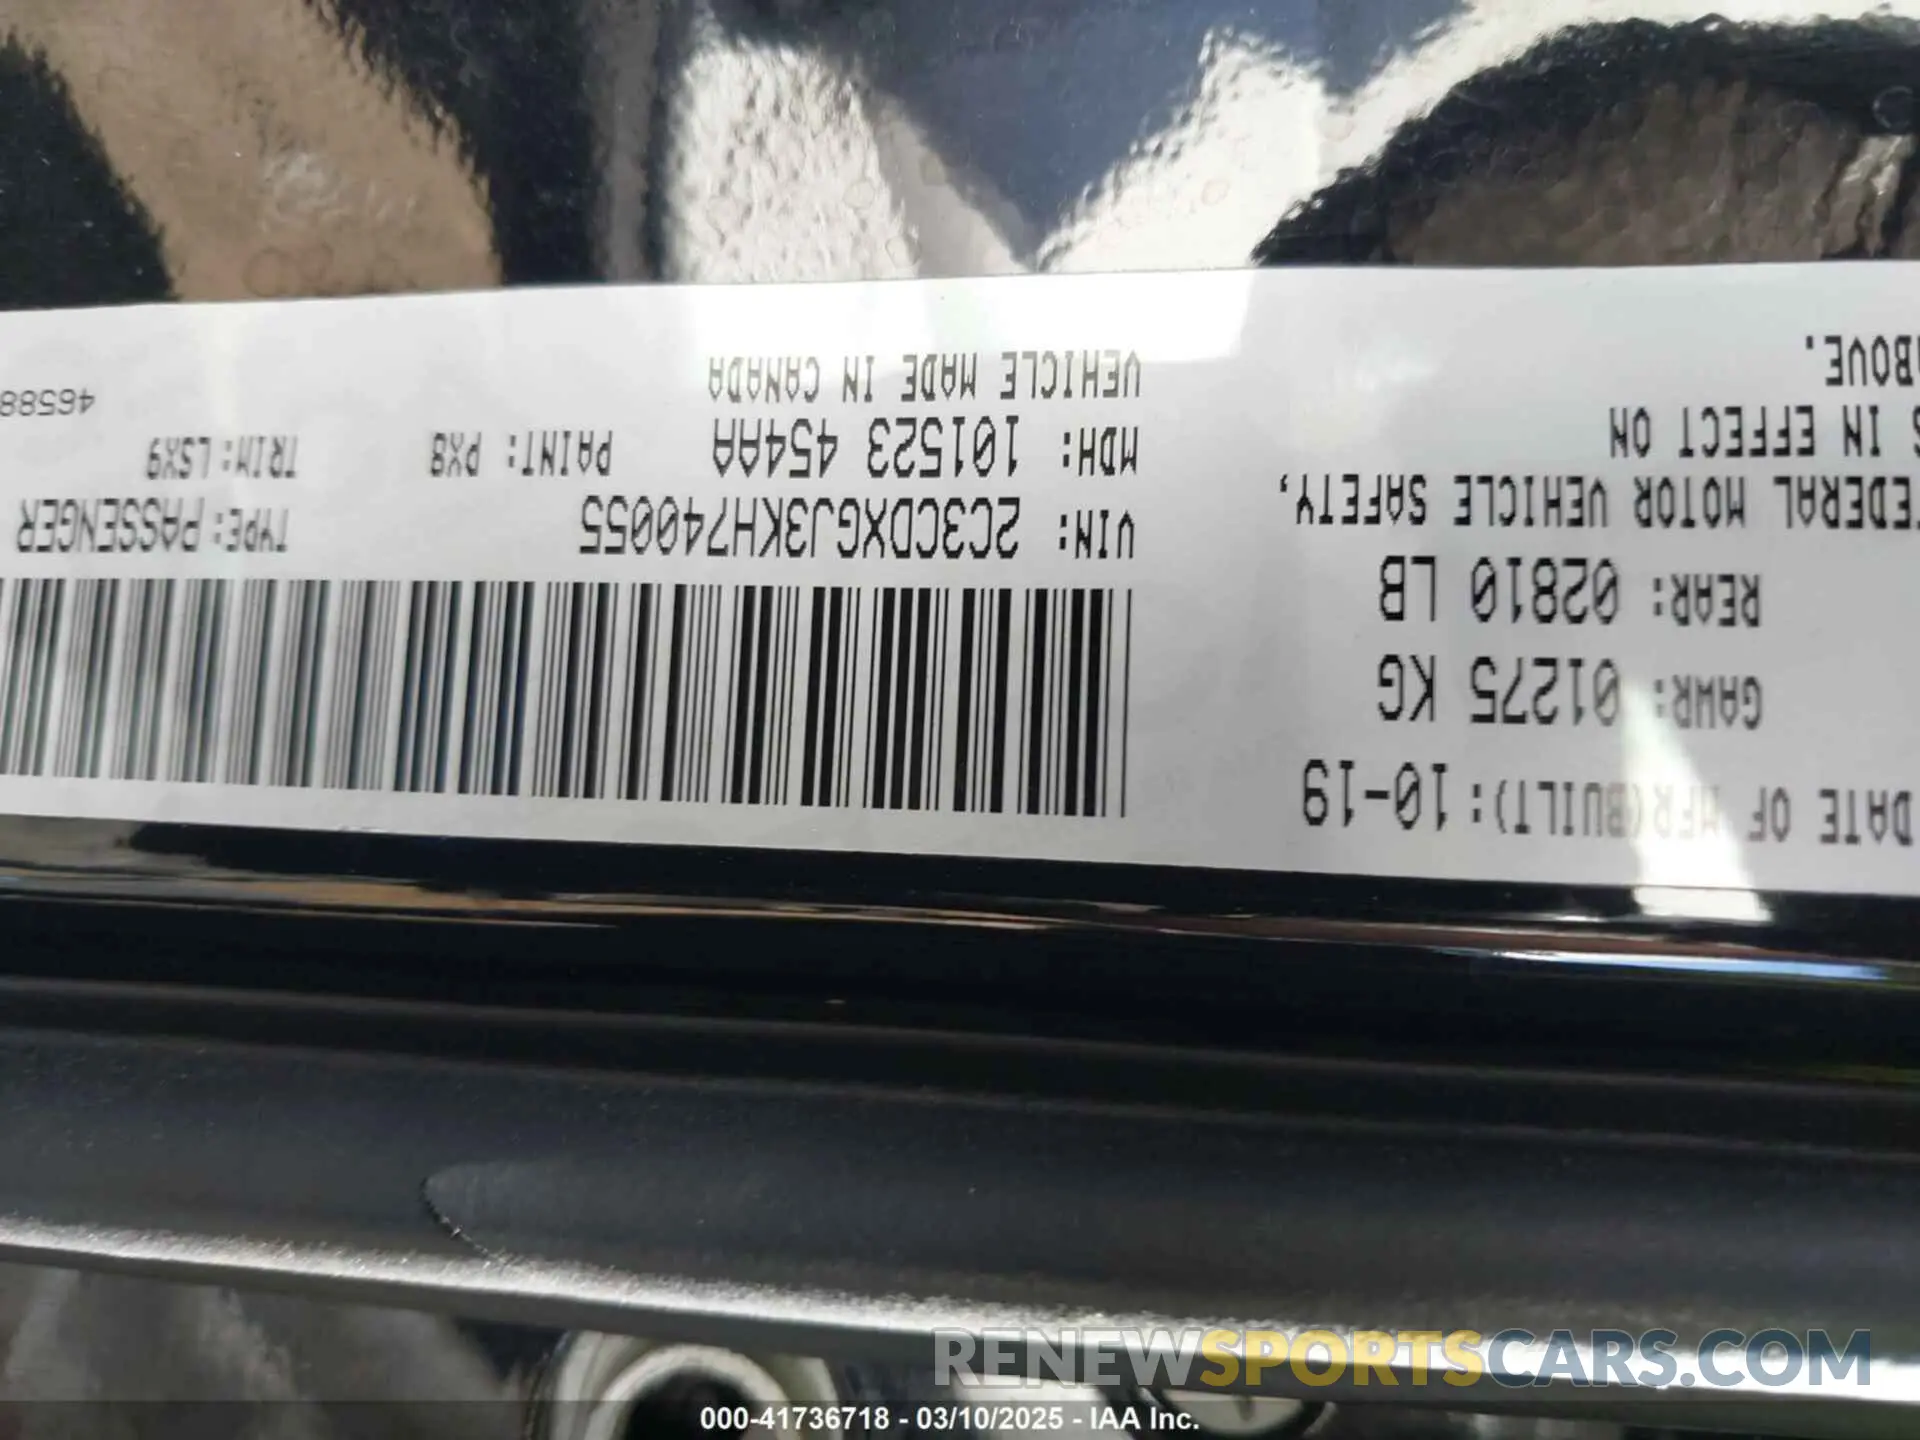 DATE OF MFR(BUILT):10-19
GAWR: 01275 KG
REAR: 02810 LB
FEDERAL MOTOR VEHICLE SAFETY,
S IN EFFECT ON
ABOVE.
VIN: 2C3CDXGJ3KH740055 TYPE: PASSENGER
MDH: 101523 454AA PAINT: PX8 TRIM: LSX9
VEHICLE MADE IN CANADA
46588
RENEWSPORTSCARS.COM
000-41736718 - 03/10/2025 - IAA Inc.